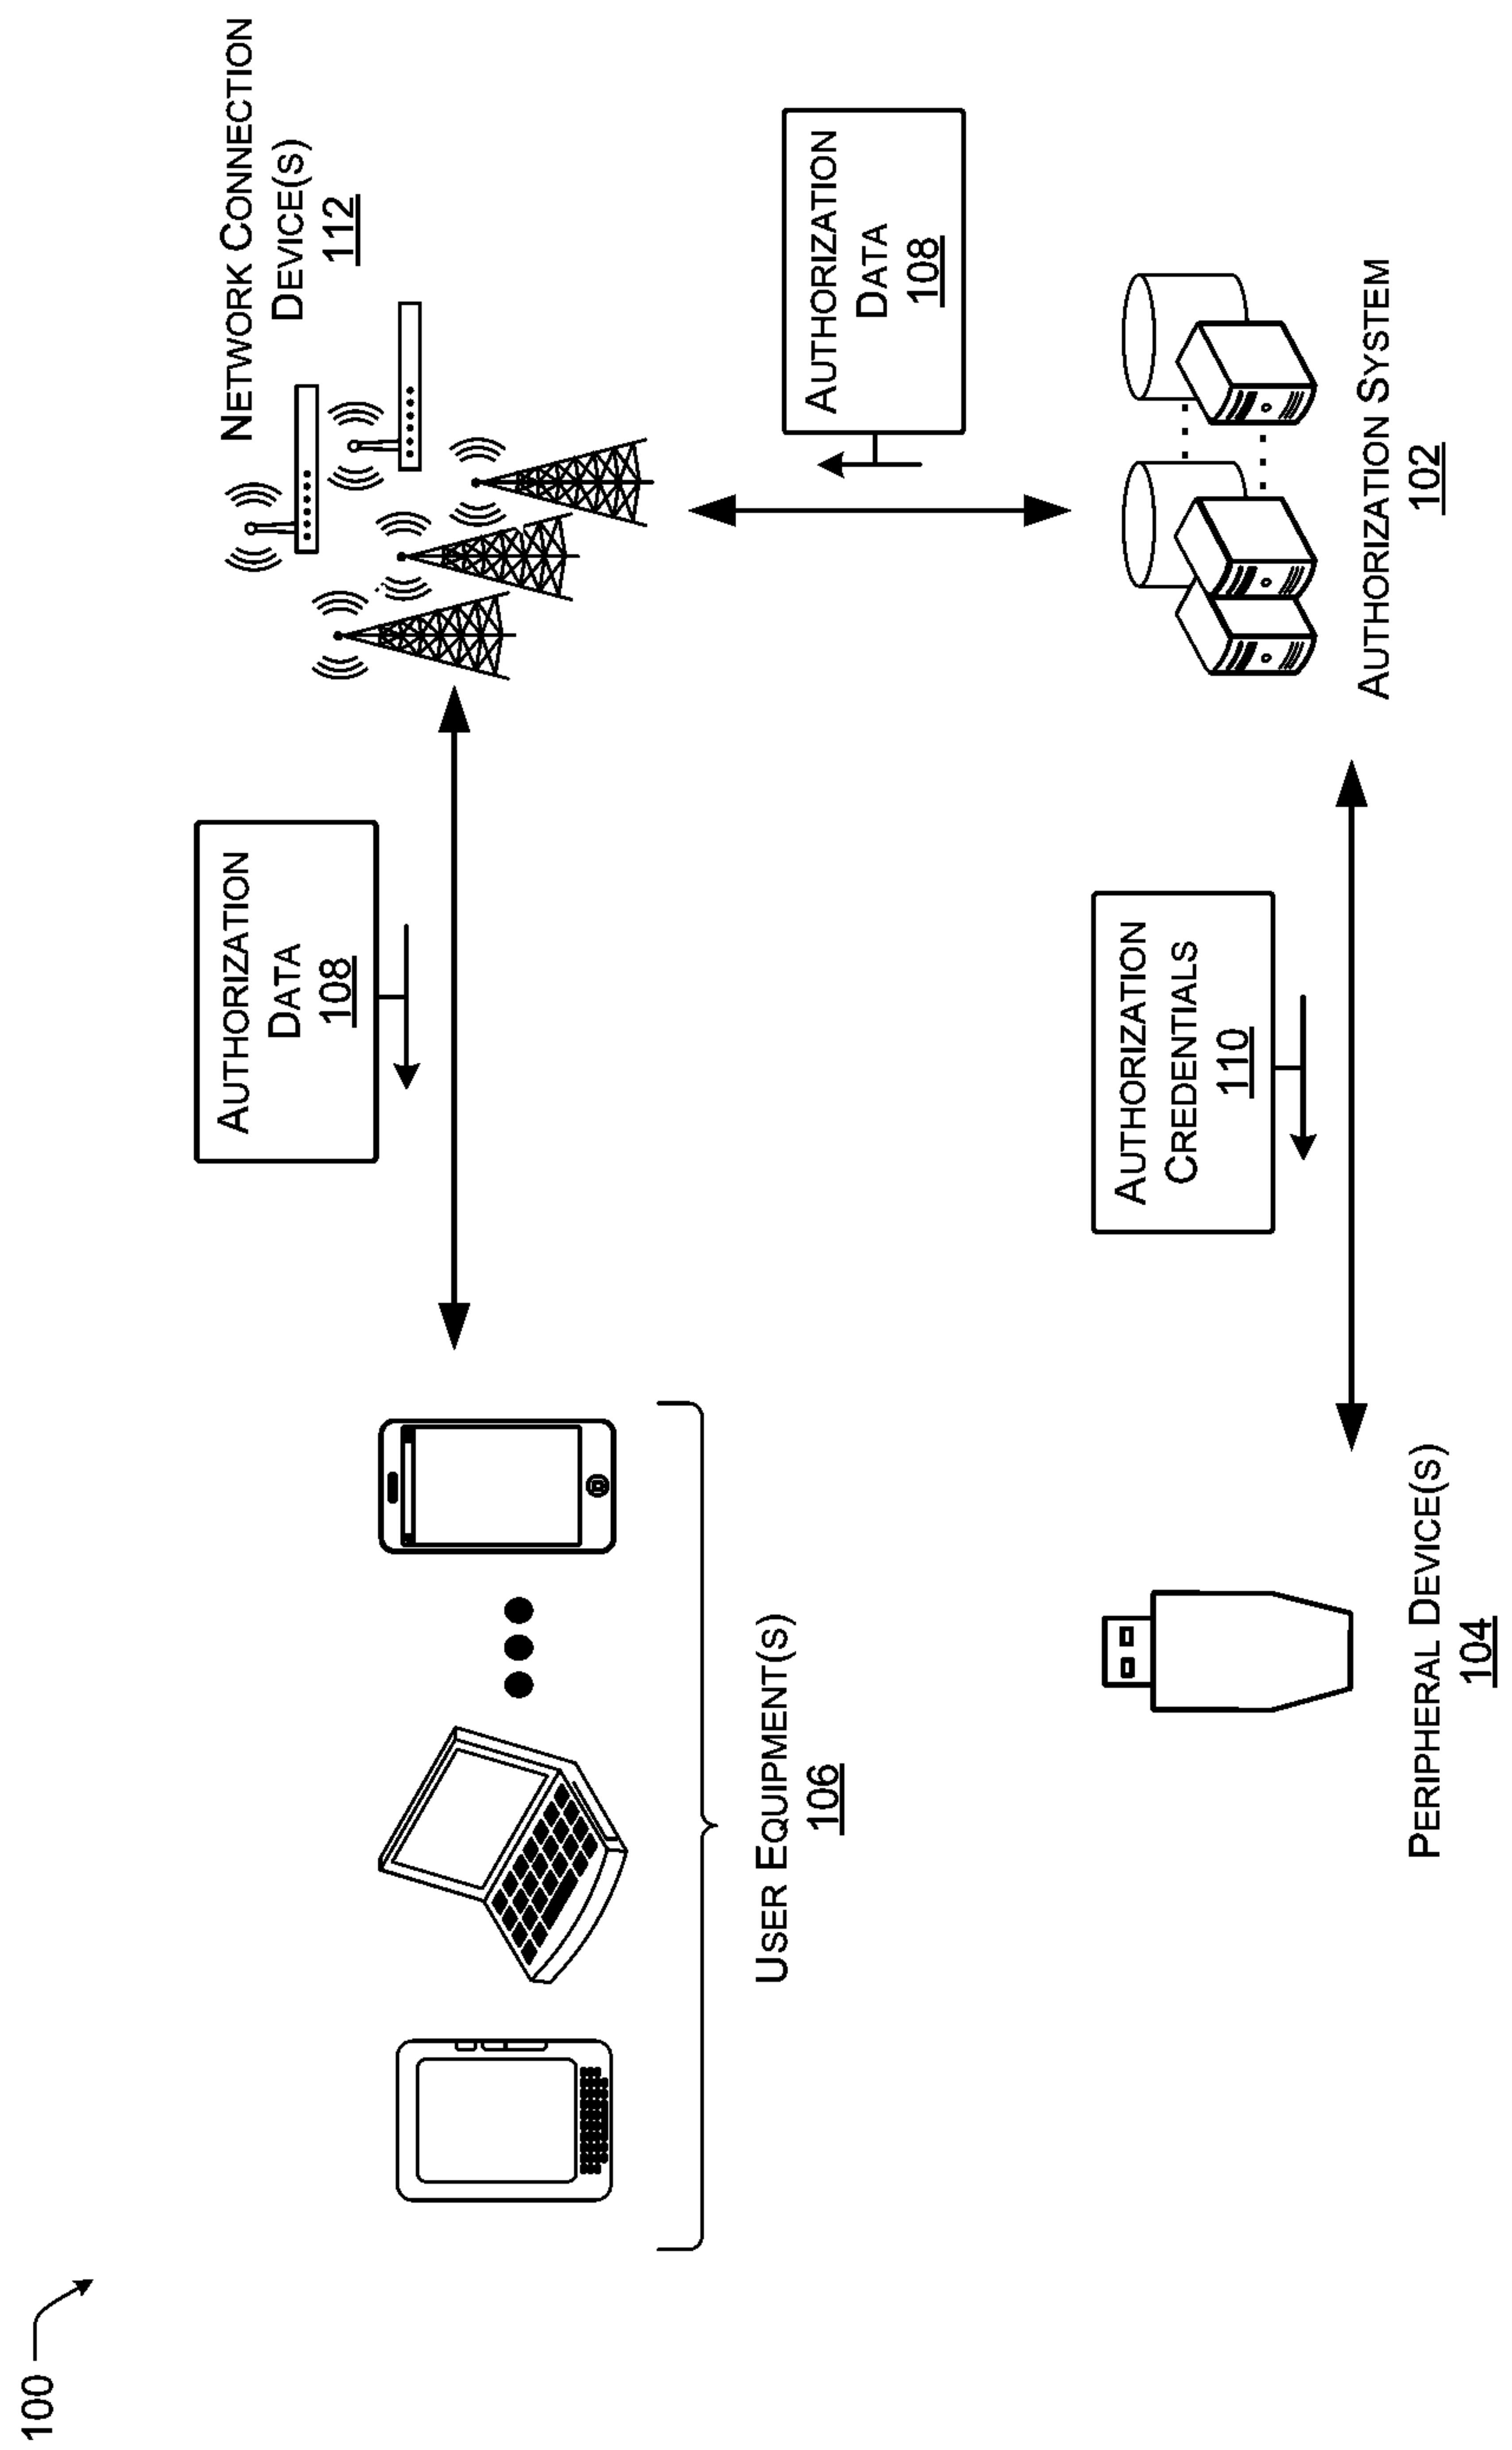 100
NETWORK CONNECTION
DEVICE(S)
112
AUTHORIZATION
DATA
108
AUTHORIZATION
DATA
108
USER EQUIPMENT(S)
106
AUTHORIZATION
CREDENTIALS
110
AUTHORIZATION SYSTEM
102
PERIPHERAL DEVICE(S)
104